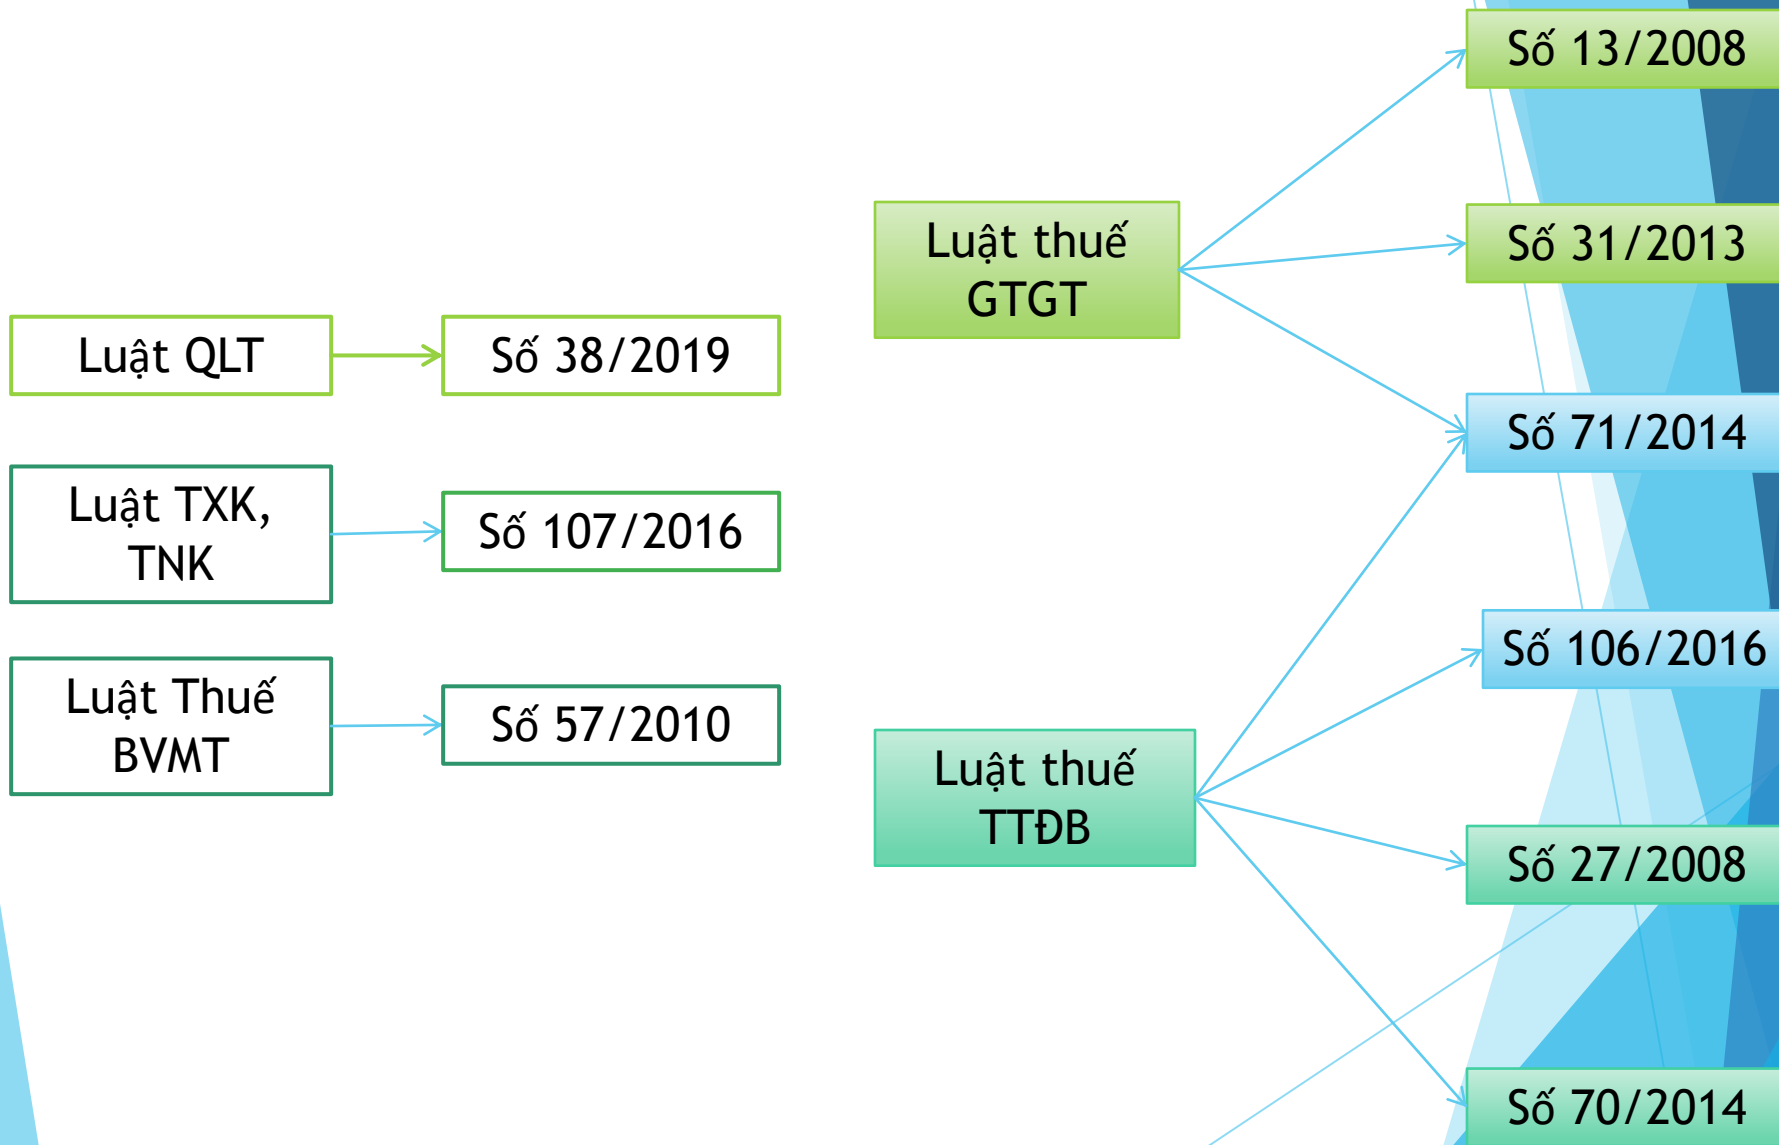 Luật QLT
Số 38/2019
Luật TXK,
TNK
Số 107/2016
Luật Thuế
BVMT
Số 57/2010
Luật thuế
GTGT
Số 13/2008
Số 31/2013
Số 71/2014
Luật thuế
TTĐB
Số 106/2016
Số 27/2008
Số 70/2014